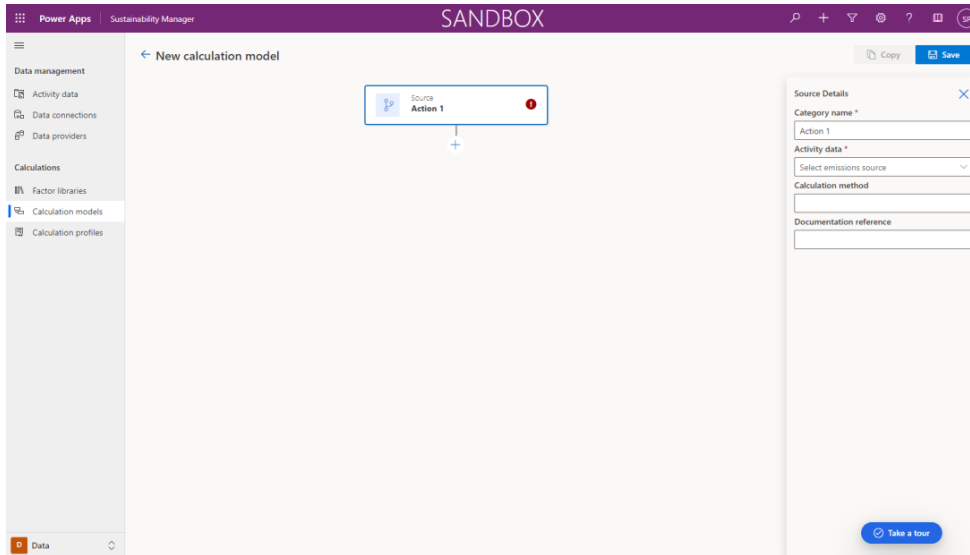 Power Apps
Sustainability Manager
SANDBOX
?
SP
Data management
Activity data
Data connections
Data providers
Calculations
Factor libraries
Calculation models
Calculation profiles
D
Data
New calculation model
Copy
Save
Source
Action 1
!
Source Details
Category name *
Action 1
Activity data *
Select emissions source
Calculation method
Documentation reference
Take a tour